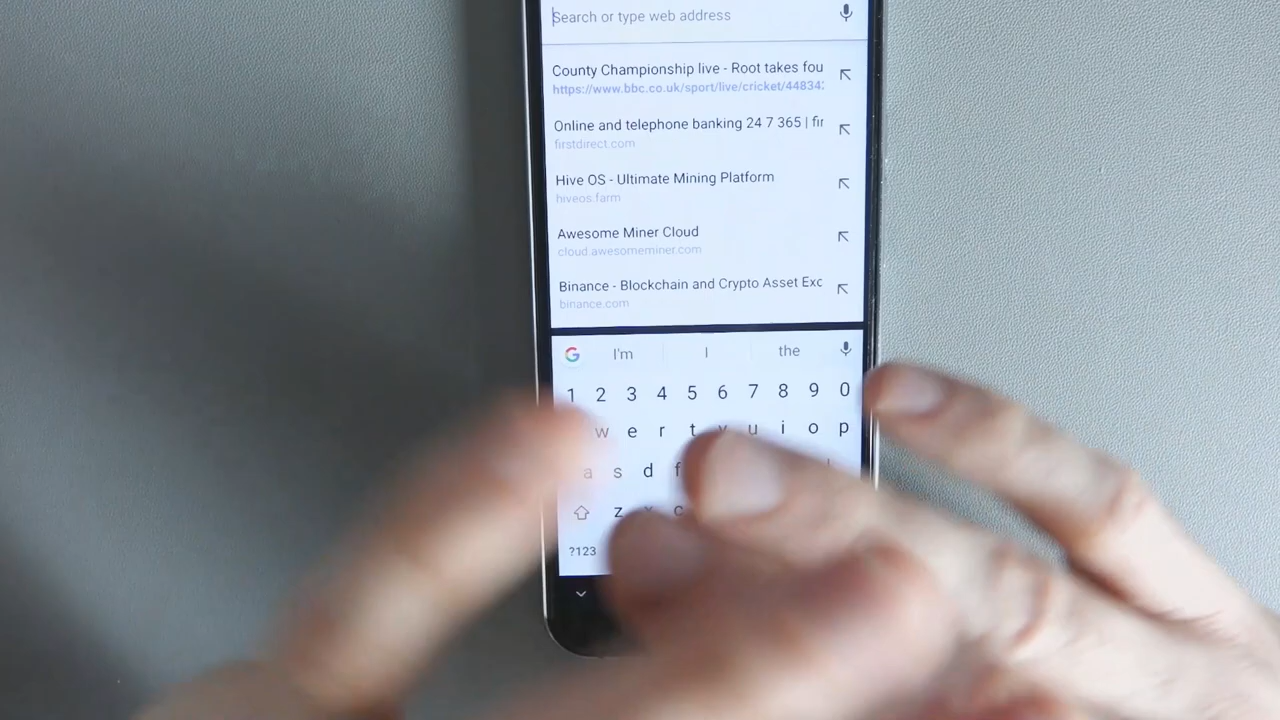 Search or type web address
County Championship live - Root takes fou
https://www.bbc.co.uk/sport/live/cricket/44834
Online and telephone banking 24 7 365 | fir
firstdirect.com
Hive OS - Ultimate Mining Platform
hiveos.farm
Awesome Miner Cloud
cloud.awesomeminer.com
Binance - Blockchain and Crypto Asset Exc
binance.com
G I'm I the
1 2 3 4 5 6 7 8 9 0
w e r t y u i o p
a s d f
z x c
?123